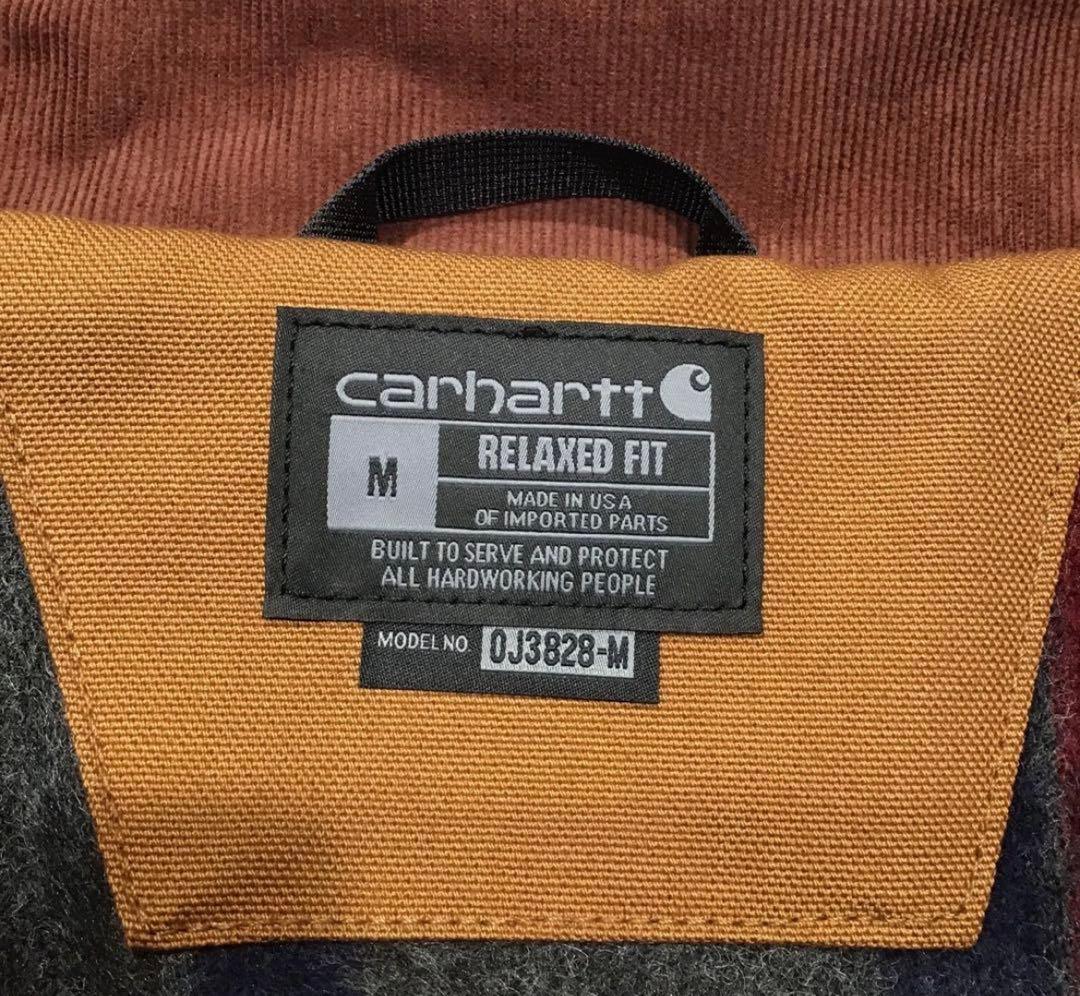 carhartt
M
RELAXED FIT
MADE IN USA
OF IMPORTED PARTS
BUILT TO SERVE AND PROTECT
ALL HARDWORKING PEOPLE
MODEL NO. OJ3828-M